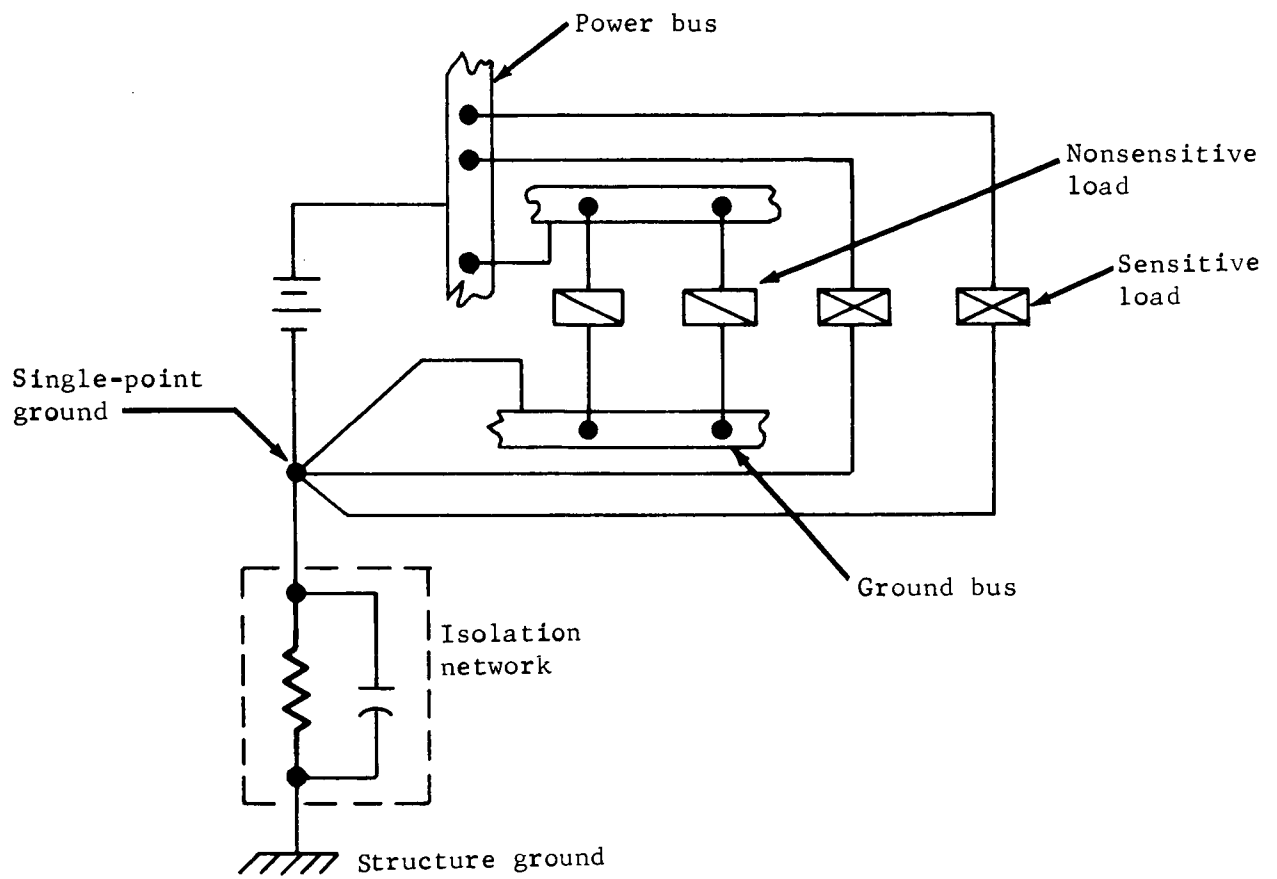 Power bus
Nonsensitive
load
Sensitive
load
Single-point
ground
Ground bus
Isolation
network
Structure ground